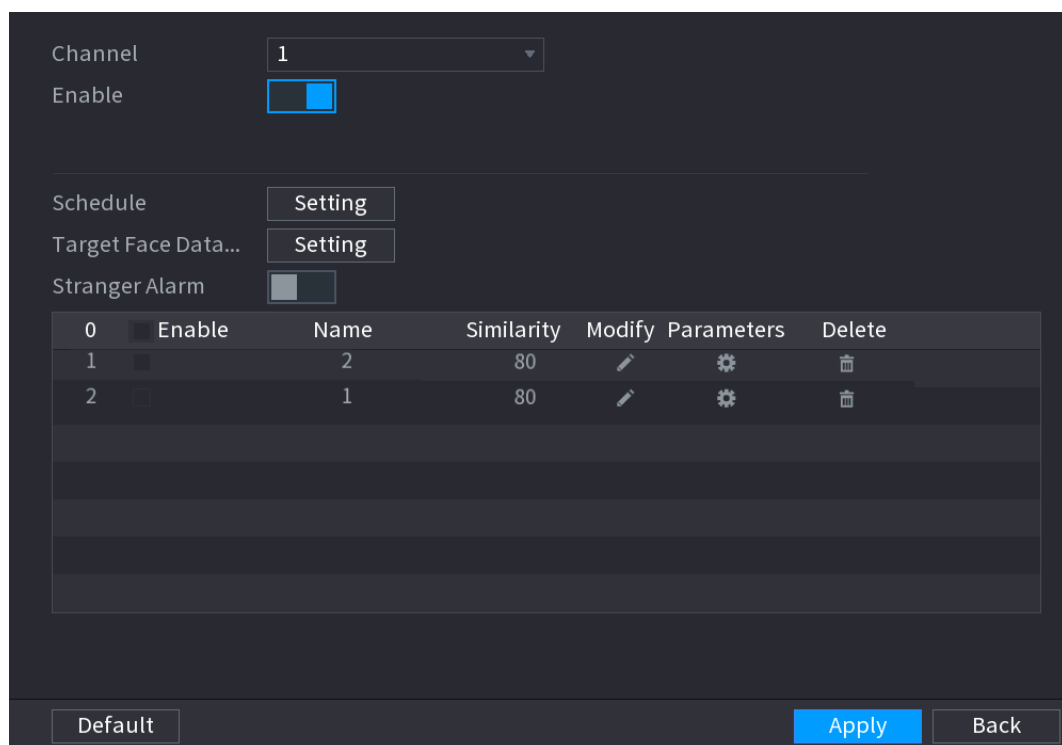 Channel 1
Enable
Schedule Setting
Target Face Data... Setting
Stranger Alarm
0 Enable Name Similarity Modify Parameters Delete
1 2 80
2 1 80
Default Apply Back